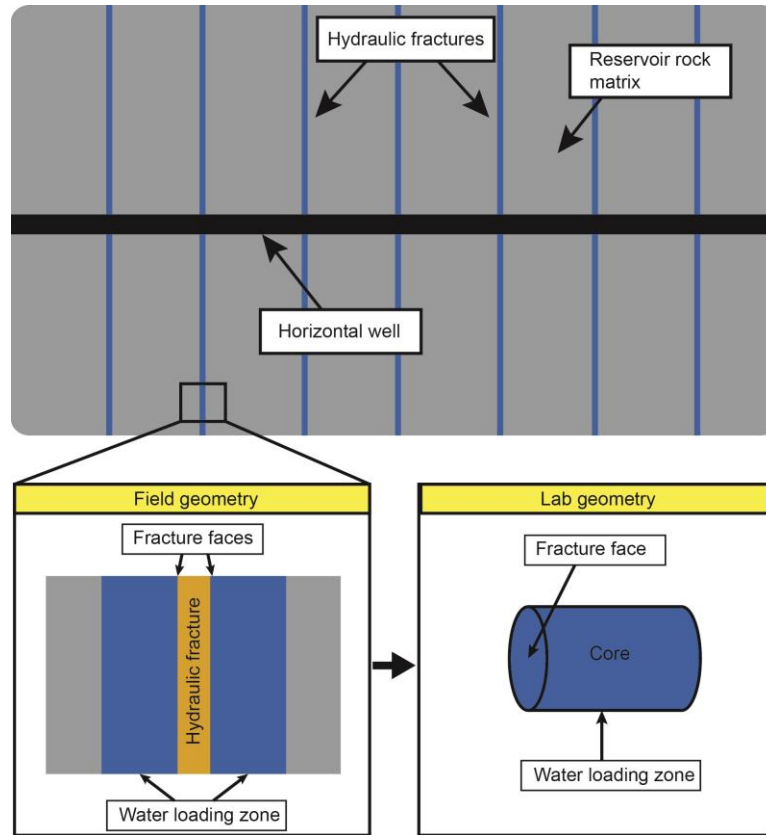 Hydraulic fractures
Reservoir rock
matrix
Horizontal well
Field geometry
Lab geometry
Fracture faces
Fracture face
Hydraulic fracture
Core
Water loading zone
Water loading zone